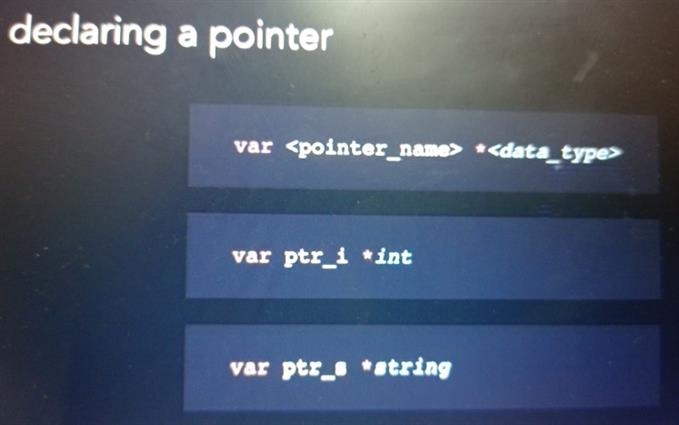 declaring a pointer
var <pointer_name> *<data_type>
var ptr_i *int
var ptr_s *string